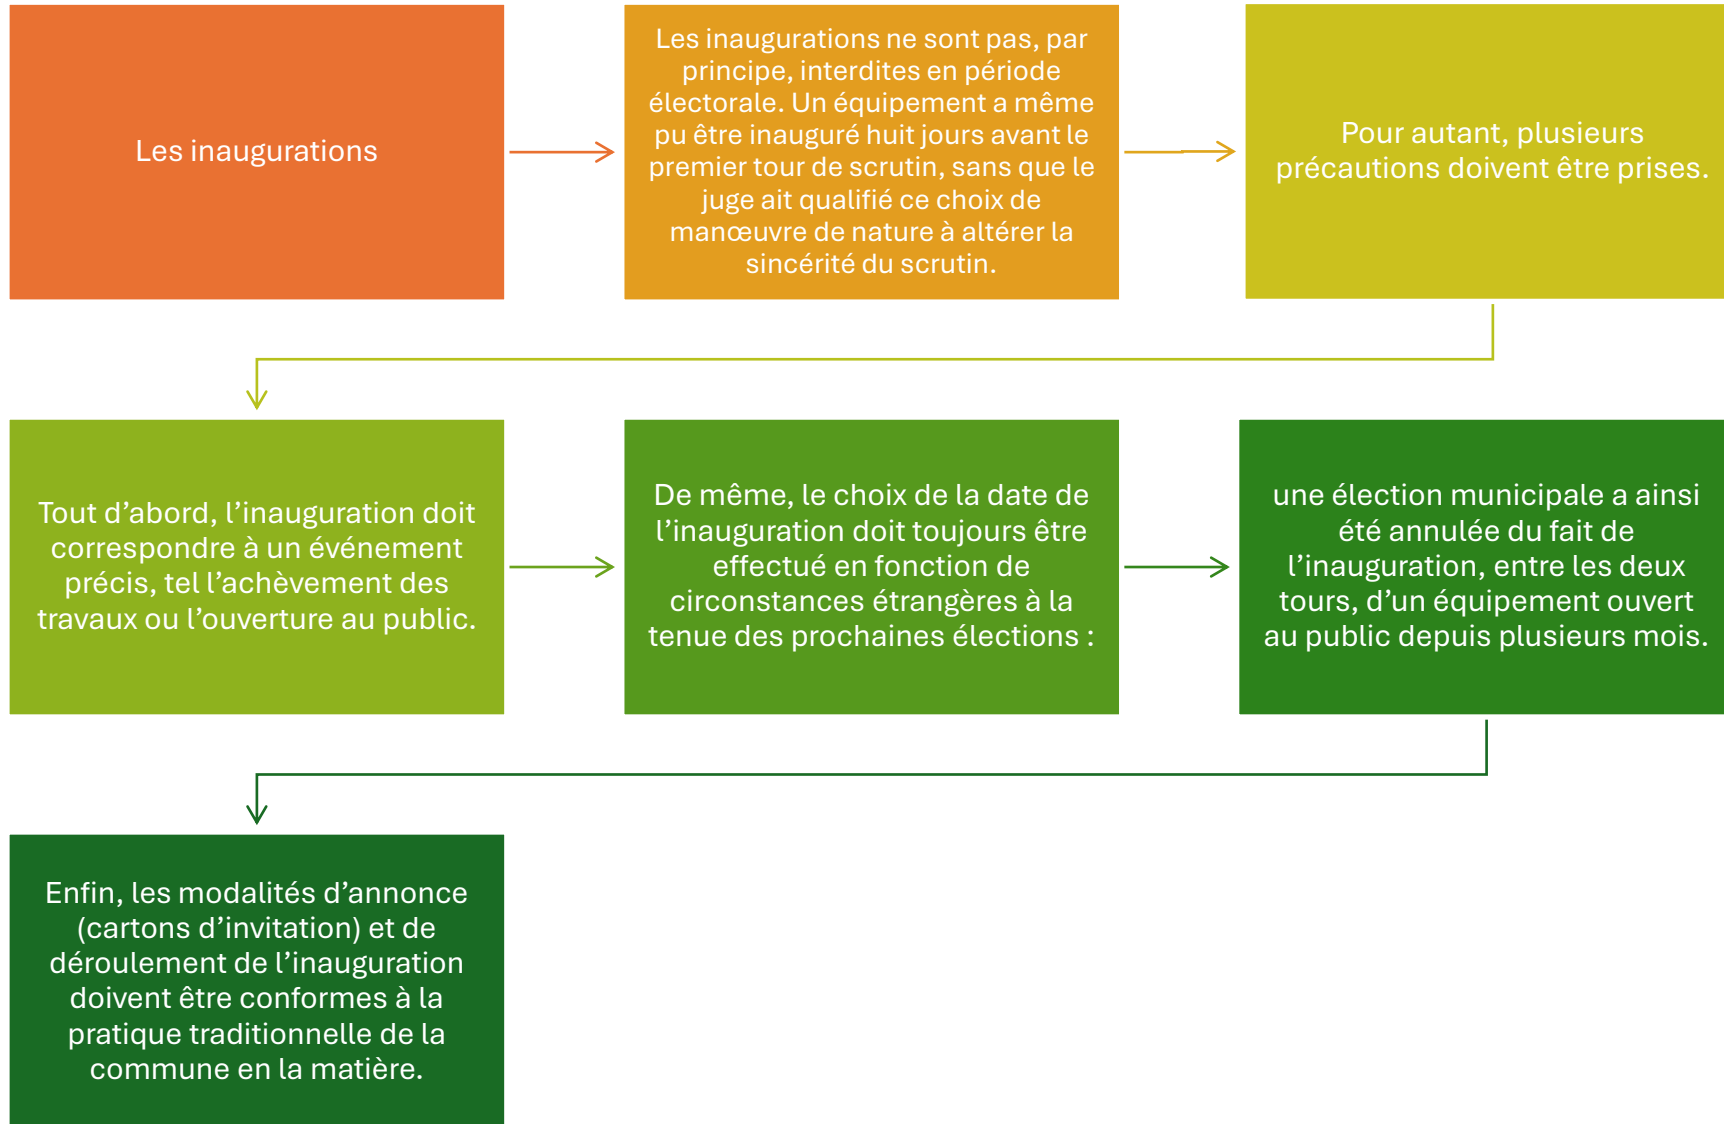 Les inaugurations
Les inaugurations ne sont pas, par
principe, interdites en période
électorale. Un équipement a même
pu être inauguré huit jours avant le
premier tour de scrutin, sans que le
juge ait qualifié ce choix de
manœuvre de nature à altérer la
sincérité du scrutin.
Pour autant, plusieurs
précautions doivent être prises.
Tout d’abord, l’inauguration doit
correspondre à un événement
précis, tel l’achèvement des
travaux ou l’ouverture au public.
De même, le choix de la date de
l’inauguration doit toujours être
effectué en fonction de
circonstances étrangères à la
tenue des prochaines élections :
une élection municipale a ainsi
été annulée du fait de
l’inauguration, entre les deux
tours, d’un équipement ouvert
au public depuis plusieurs mois.
Enfin, les modalités d’annonce
(cartons d’invitation) et de
déroulement de l’inauguration
doivent être conformes à la
pratique traditionnelle de la
commune en la matière.